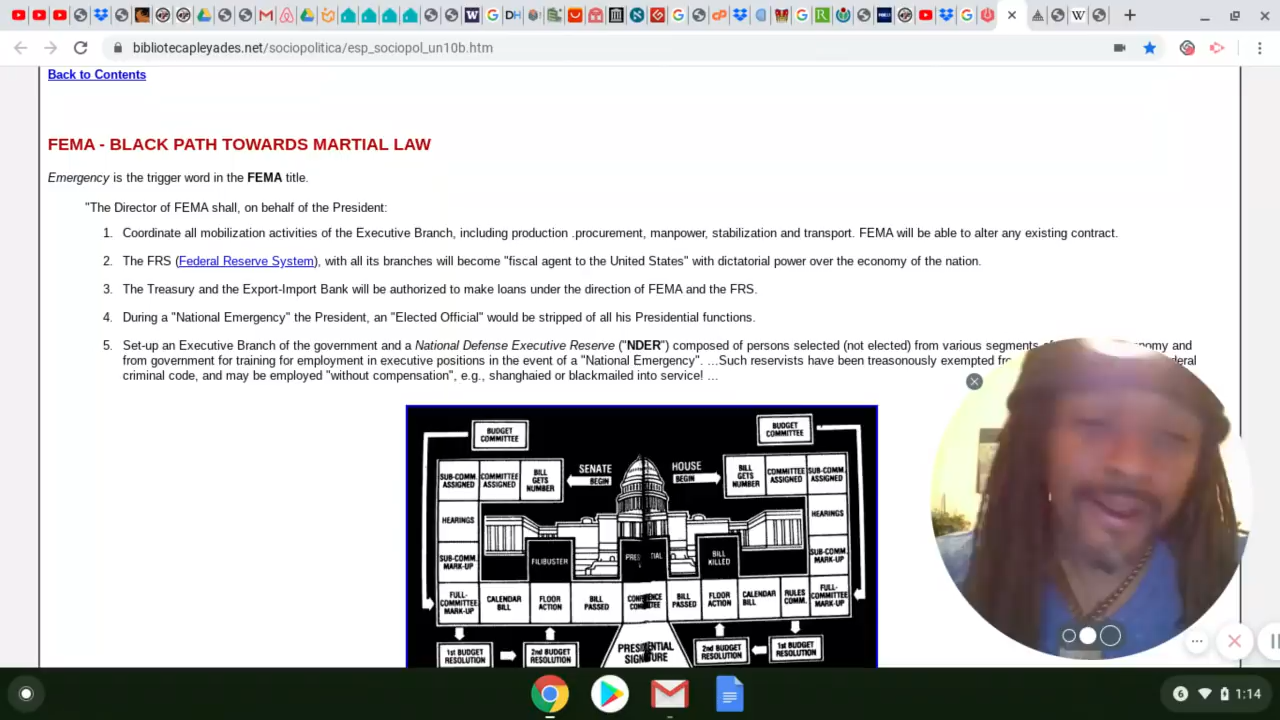 bibliotecapleyades.net/sociopolitica/esp_sociopol_un10b.htm
Back to Contents
FEMA - BLACK PATH TOWARDS MARTIAL LAW
Emergency is the trigger word in the FEMA title.
"The Director of FEMA shall, on behalf of the President:
1. Coordinate all mobilization activities of the Executive Branch, including production .procurement, manpower, stabilization and transport. FEMA will be able to alter any existing contract.
2. The FRS (Federal Reserve System), with all its branches will become "fiscal agent to the United States" with dictatorial power over the economy of the nation.
3. The Treasury and the Export-Import Bank will be authorized to make loans under the direction of FEMA and the FRS.
4. During a "National Emergency" the President, an "Elected Official" would be stripped of all his Presidential functions.
5. Set-up an Executive Branch of the government and a National Defense Executive Reserve ("NDER") composed of persons selected (not elected) from various segments and
from government for training for employment in executive positions in the event of a "National Emergency". ...Such reservists have been treasonously exempted
criminal code, and may be employed "without compensation", e.g., shanghaied or blackmailed into service! ...
BUDGET COMMITTEE BUDGET COMMITTEE
SENATE HOUSE
BEGIN BEGIN
SUB-COMM. ASSIGNED COMMITTEE ASSIGNED BILL GETS NUMBER BILL GETS NUMBER COMMITTEE ASSIGNED SUB-COMM. ASSIGNED
HEARINGS HEARINGS
SUB-COMM. MARK-UP FILIBUSTER BILL KILLED SUB-COMM. MARK-UP
FULL-COMMITTEE MARK-UP CALENDAR BILL FLOOR ACTION BILL PASSED CONFERENCE COMMITTEE BILL PASSED FLOOR ACTION CALENDAR BILL RULES COMM. FULL-COMMITTEE MARK-UP
1st BUDGET RESOLUTION 2nd BUDGET RESOLUTION PRESIDENTIAL SIGNATURE 2nd BUDGET RESOLUTION 1st BUDGET RESOLUTION
6 1:14